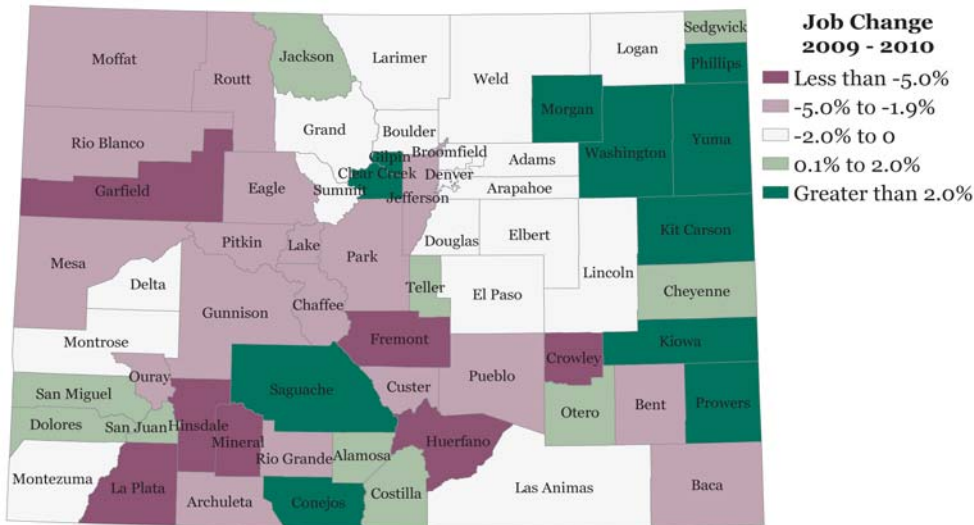 Job Change
2009 - 2010
Less than -5.0%
-5.0% to -1.9%
-2.0% to 0
0.1% to 2.0%
Greater than 2.0%
Moffat
Routt
Jackson
Larimer
Weld
Logan
Sedgwick
Phillips
Morgan
Rio Blanco
Grand
Boulder
Broomfield
Gilpin
Clear Creek
Adams
Washington
Yuma
Garfield
Eagle
Summit
Jefferson
Denver
Arapahoe
Mesa
Pitkin
Lake
Park
Douglas
Elbert
Kit Carson
Delta
Lincoln
Gunnison
Chaffee
Teller
El Paso
Cheyenne
Montrose
Fremont
Crowley
Kiowa
Ouray
San Miguel
Saguache
Custer
Pueblo
Otero
Bent
Prowers
Dolores
San Juan
Hinsdale
Mineral
Rio Grande
Alamosa
Huerfano
Montezuma
La Plata
Archuleta
Conejos
Costilla
Las Animas
Baca